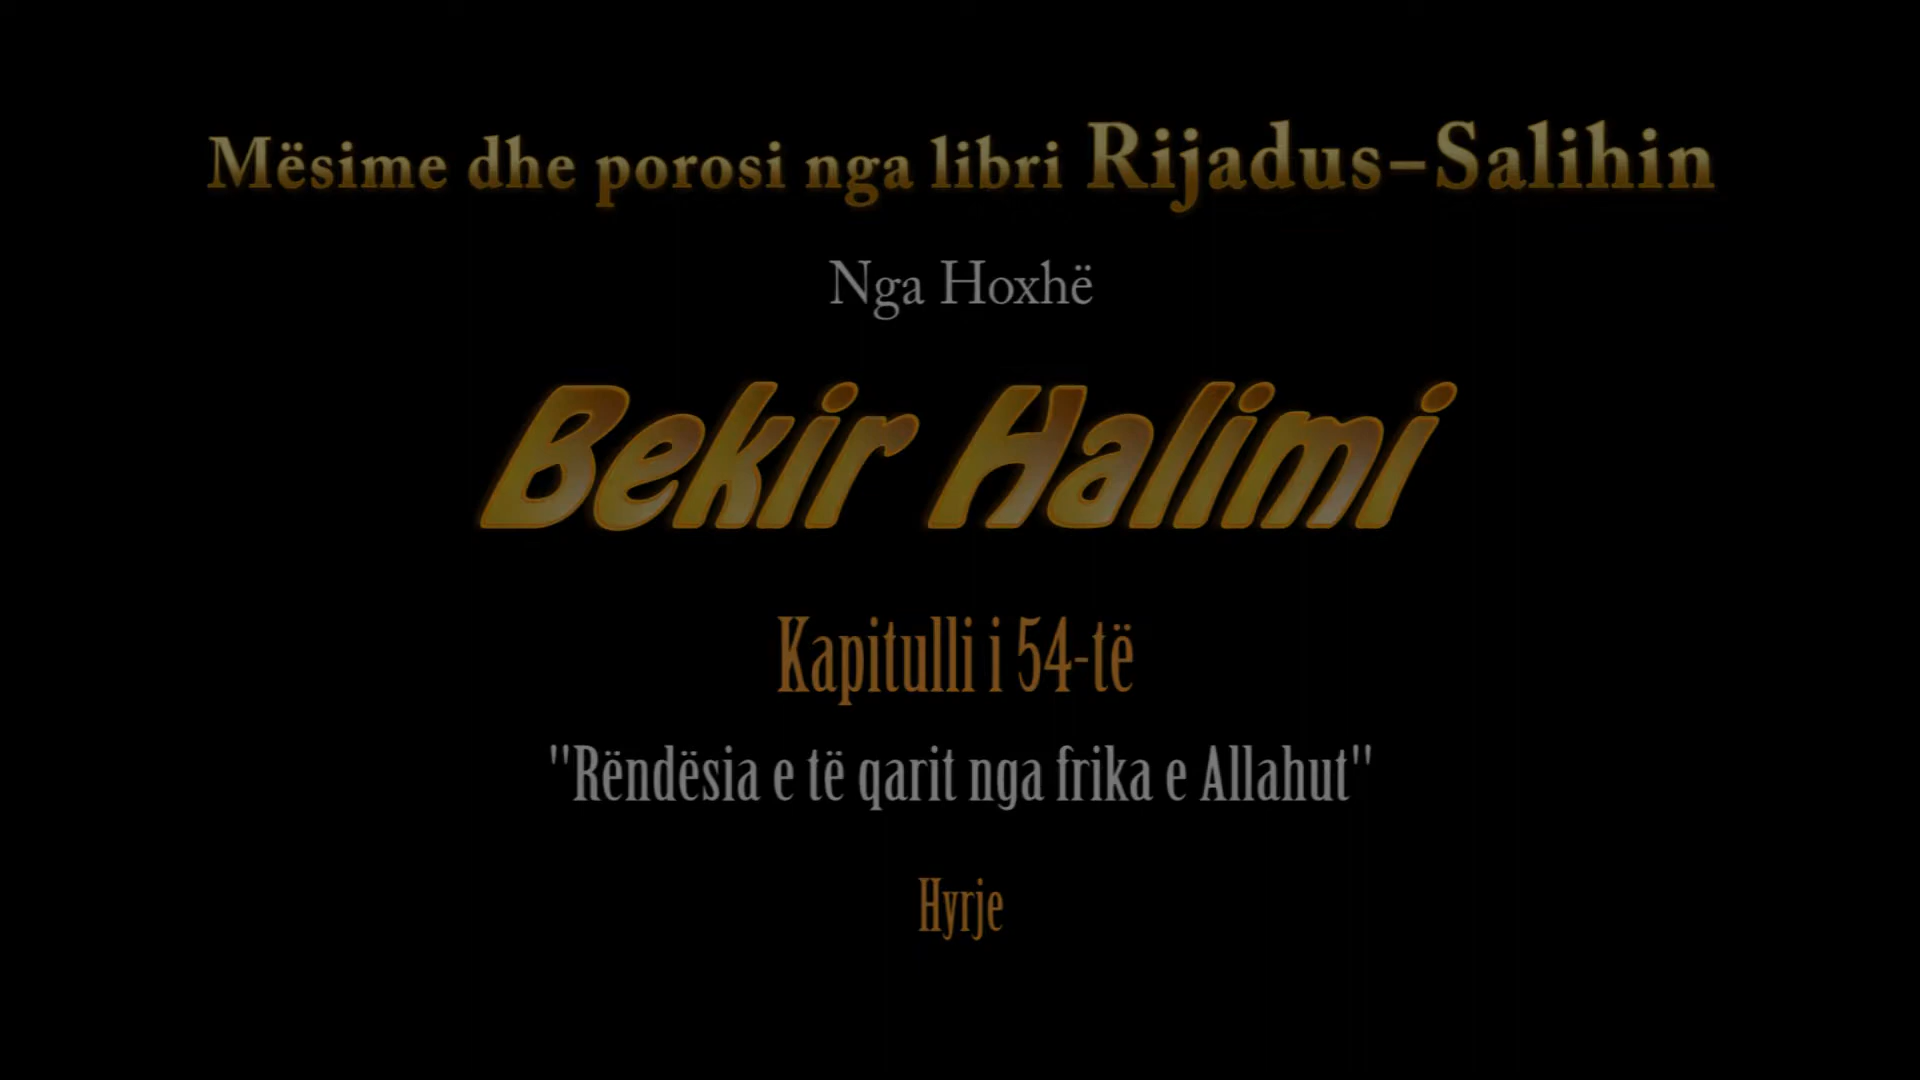 Mësime dhe porosi nga libri Rijadus-Salihin
Nga Hoxhë
Bekir Halimi
Kapitulli i 54-të
"Rëndësia e të qarit nga frika e Allahut"
Hyrje